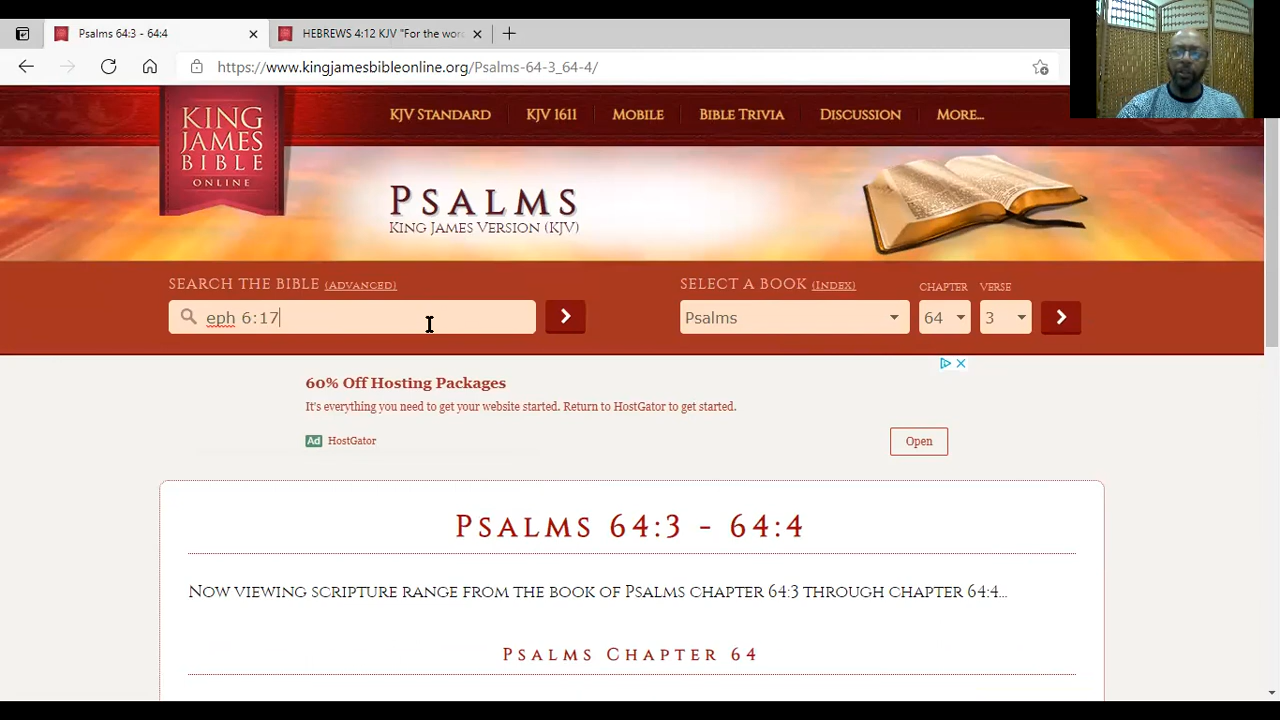 Psalms 64:3 - 64:4
HEBREWS 4:12 KJV "For the wor
https://www.kingjamesbibleonline.org/Psalms-64-3_64-4/
KING
JAMES
BIBLE
ONLINE
KJV STANDARD
KJV 1611
MOBILE
BIBLE TRIVIA
DISCUSSION
MORE...
PSALMS
KING JAMES VERSION (KJV)
SEARCH THE BIBLE (ADVANCED)
eph 6:17
SELECT A BOOK (INDEX)
CHAPTER
VERSE
Psalms
64
3
60% Off Hosting Packages
It's everything you need to get your website started. Return to HostGator to get started.
Ad HostGator
Open
PSALMS 64:3 - 64:4
NOW VIEWING SCRIPTURE RANGE FROM THE BOOK OF PSALMS CHAPTER 64:3 THROUGH CHAPTER 64:4...
PSALMS CHAPTER 64